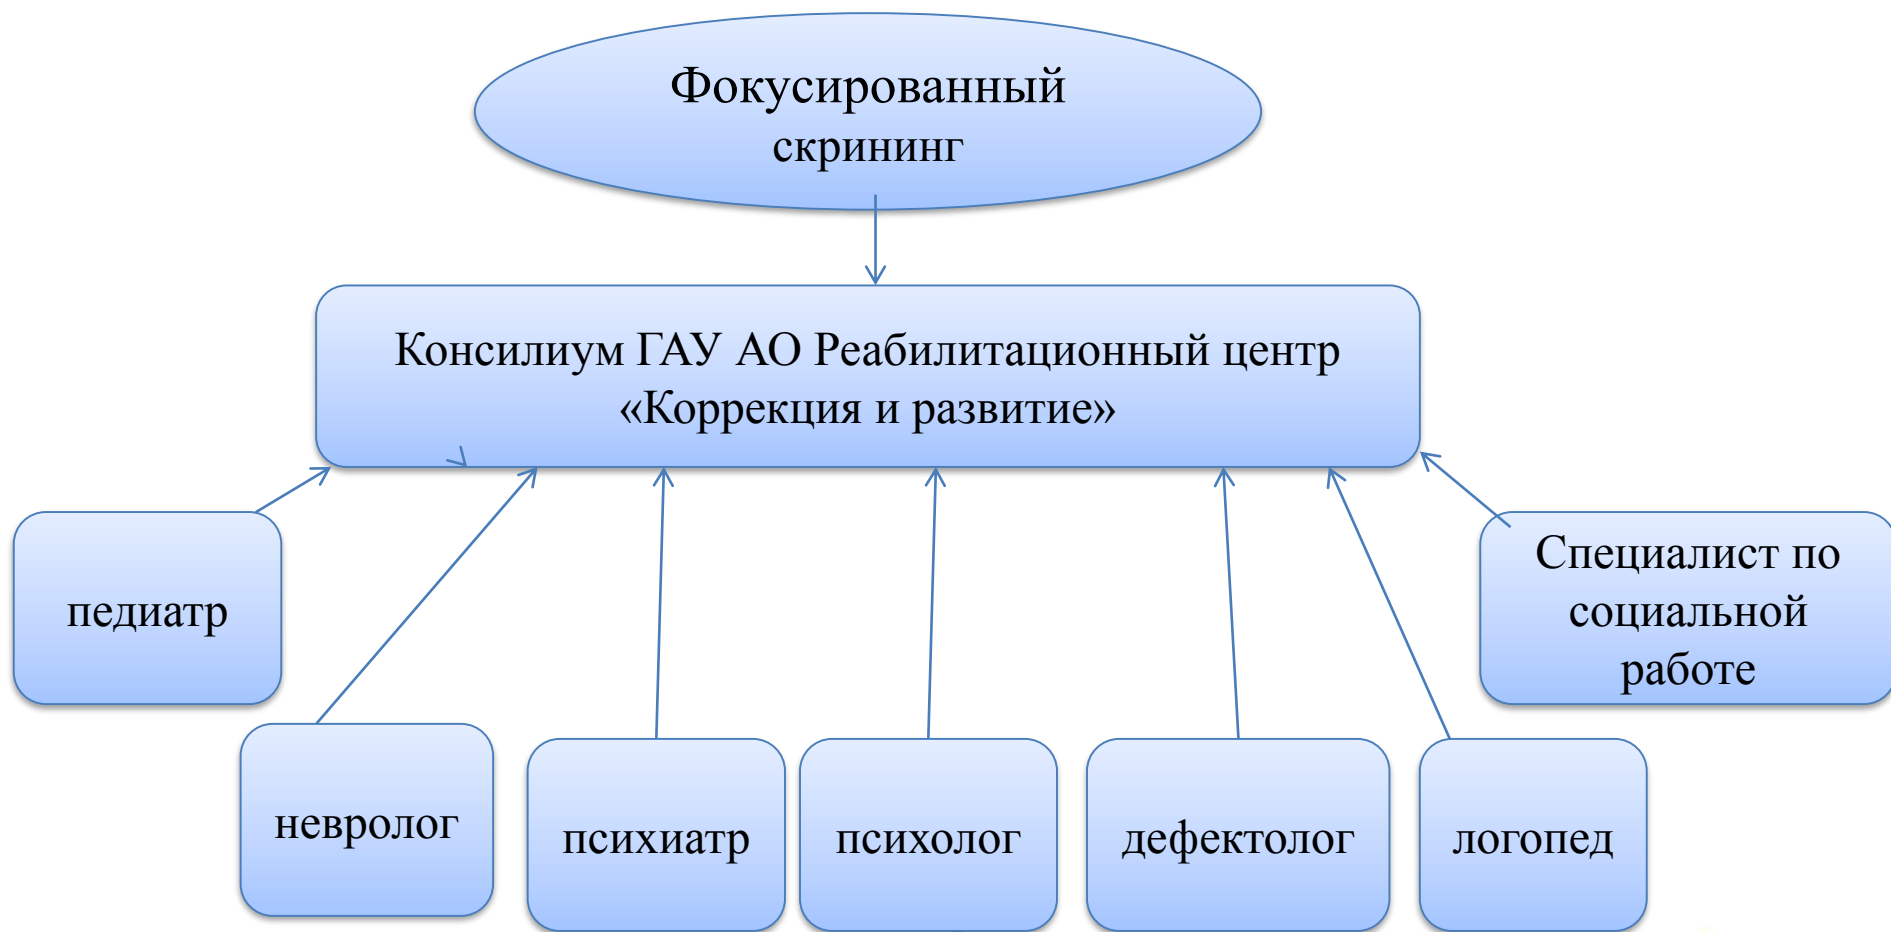 Фокусированный
скрининг
Консилиум ГАУ АО Реабилитационный центр
«Коррекция и развитие»
педиатр
Специалист по
социальной
работе
невролог
психиатр
психолог
дефектолог
логопед